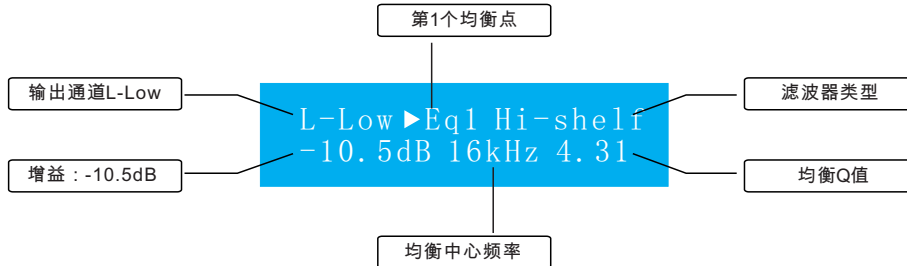 第1个均衡点
输出通道L-Low
滤波器类型
L-Low ▶Eq1 Hi-shelf
-10.5dB 16kHz 4.31
增益：-10.5dB
均衡Q值
均衡中心频率